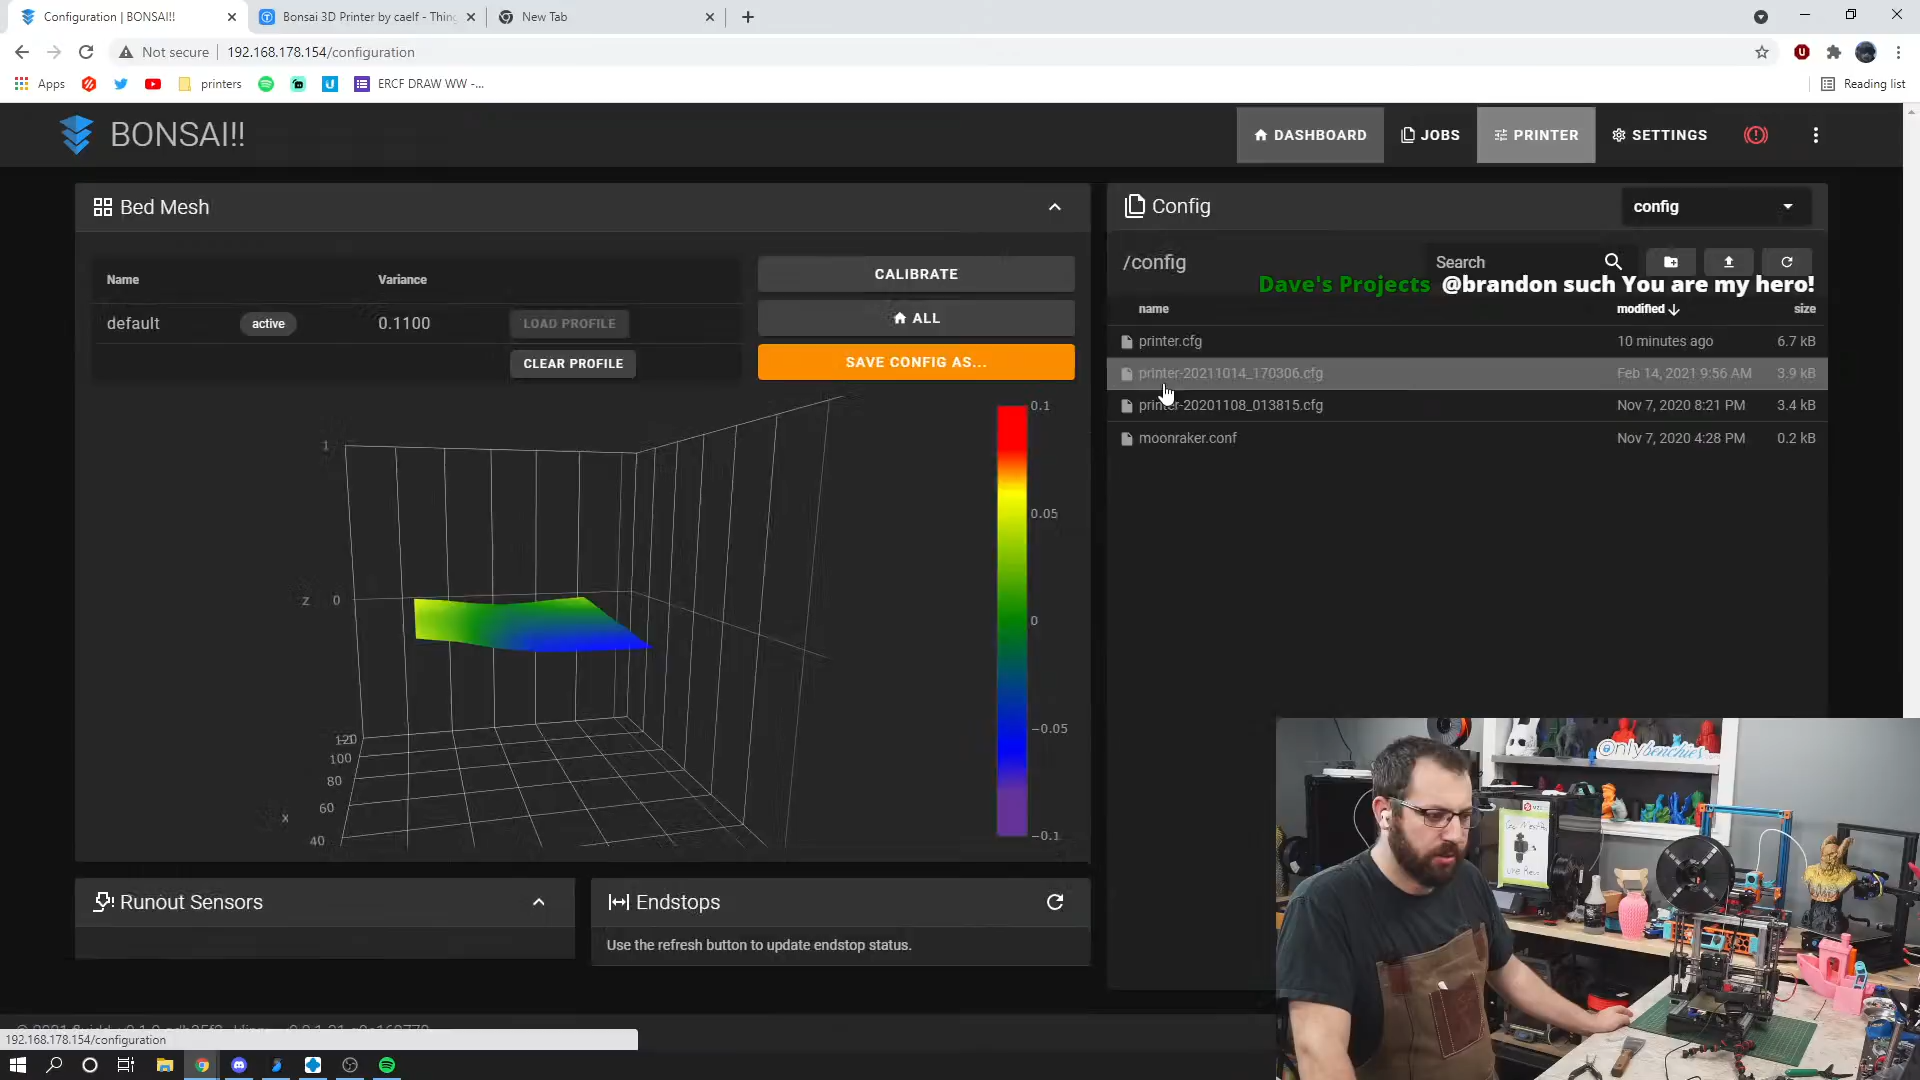 Configuration | BONSAI!!
Bonsai 3D Printer by caelf - Thing
New Tab
Not secure
192.168.178.154/configuration
Apps
printers
ERCF DRAW WW -...
Reading list
BONSAI!!
DASHBOARD
JOBS
PRINTER
SETTINGS
Bed Mesh
Name
Variance
default
active
0.1100
LOAD PROFILE
CLEAR PROFILE
CALIBRATE
ALL
SAVE CONFIG AS...
Config
config
/config
Search
Dave's Projects @brandon such You are my hero!
name
modified
size
printer.cfg
10 minutes ago
6.7 kB
printer-20211014_170306.cfg
Feb 14, 2021 9:56 AM
3.9 kB
printer-20201108_013815.cfg
Nov 7, 2020 8:21 PM
3.4 kB
moonraker.conf
Nov 7, 2020 4:28 PM
0.2 kB
1
z
0
120
100
80
60
40
x
0.1
0.05
0
−0.05
−0.1
Runout Sensors
Endstops
Use the refresh button to update endstop status.
192.168.178.154/configuration
@nlybenchies